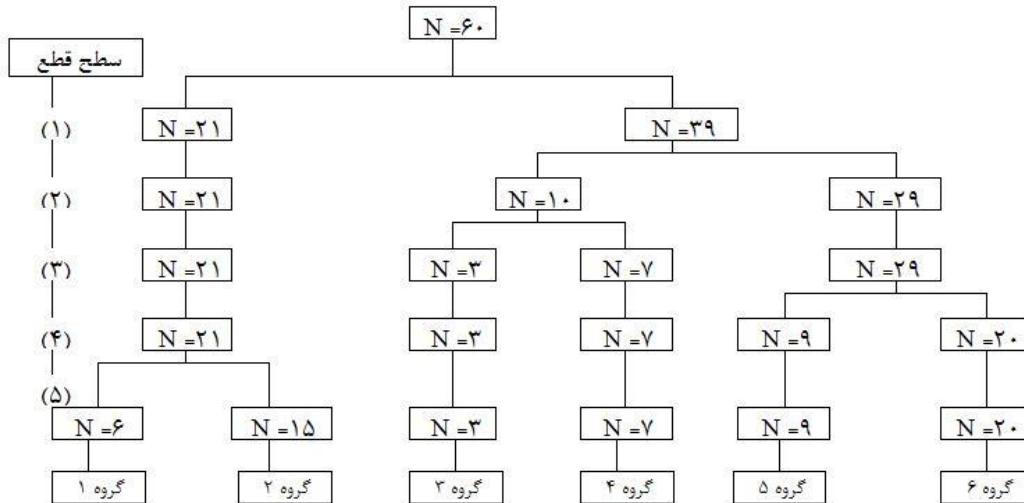 N =۶۰
سطح قطع
(۱) N =۲۱ N =۳۹
(۲) N =۲۱ N =۱۰ N =۲۹
(۳) N =۲۱ N =۳ N =۷ N =۲۹
(۴) N =۲۱ N =۳ N =۷ N =۹ N =۲۰
(۵)
N =۶ N =۱۵ N =۳ N =۷ N =۹ N =۲۰
گروه ۱ گروه ۲ گروه ۳ گروه ۴ گروه ۵ گروه ۶